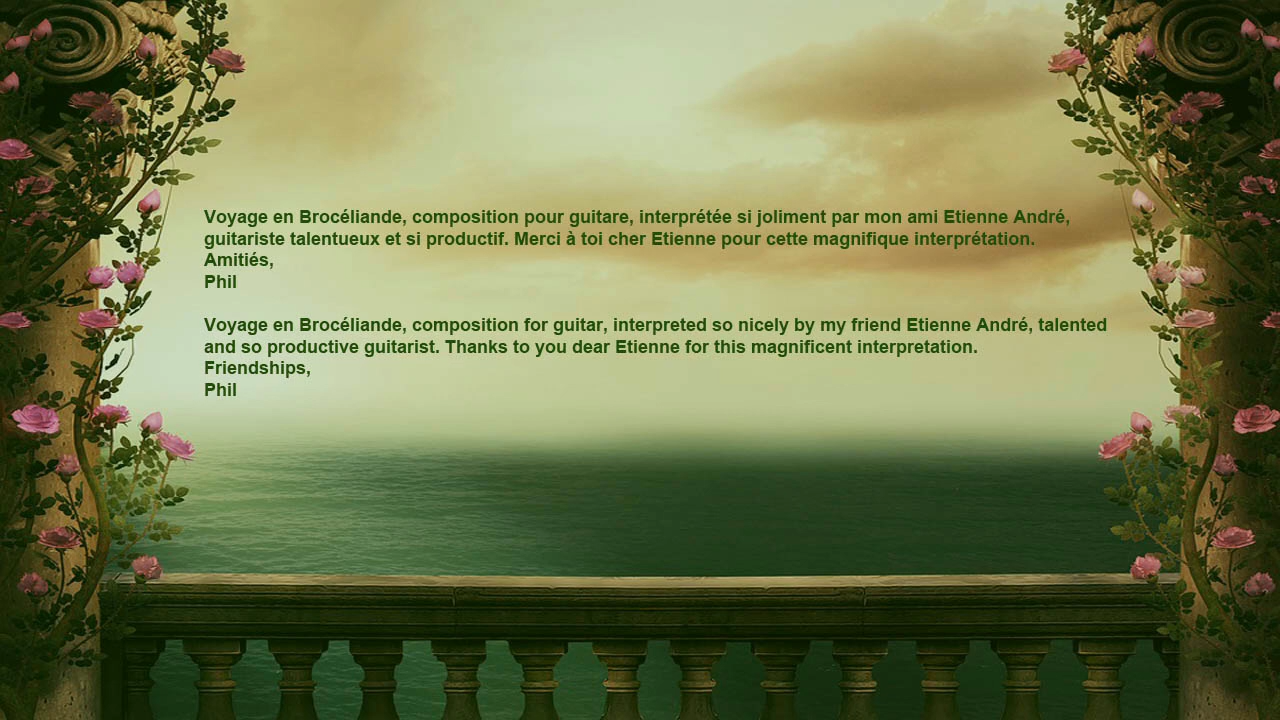 Voyage en Brocéliande, composition pour guitare, interprétée si joliment par mon ami Etienne André,
guitariste talentueux et si productif. Merci à toi cher Etienne pour cette magnifique interprétation.
Amitiés,
Phil
Voyage en Brocéliande, composition for guitar, interpreted so nicely by my friend Etienne André, talented
and so productive guitarist. Thanks to you dear Etienne for this magnificent interpretation.
Friendships,
Phil